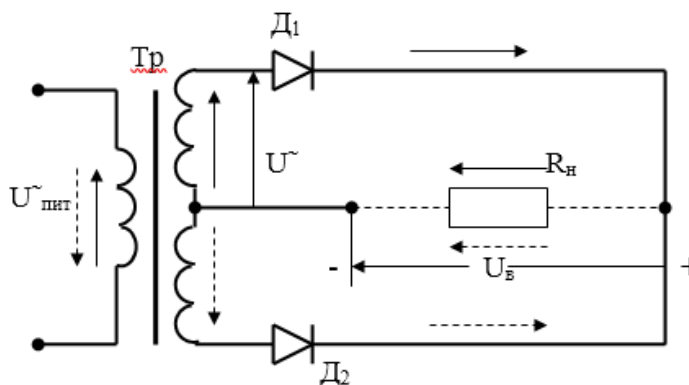 Д1
Тр
U~
Rн
U~пит
- Uв +
Д2